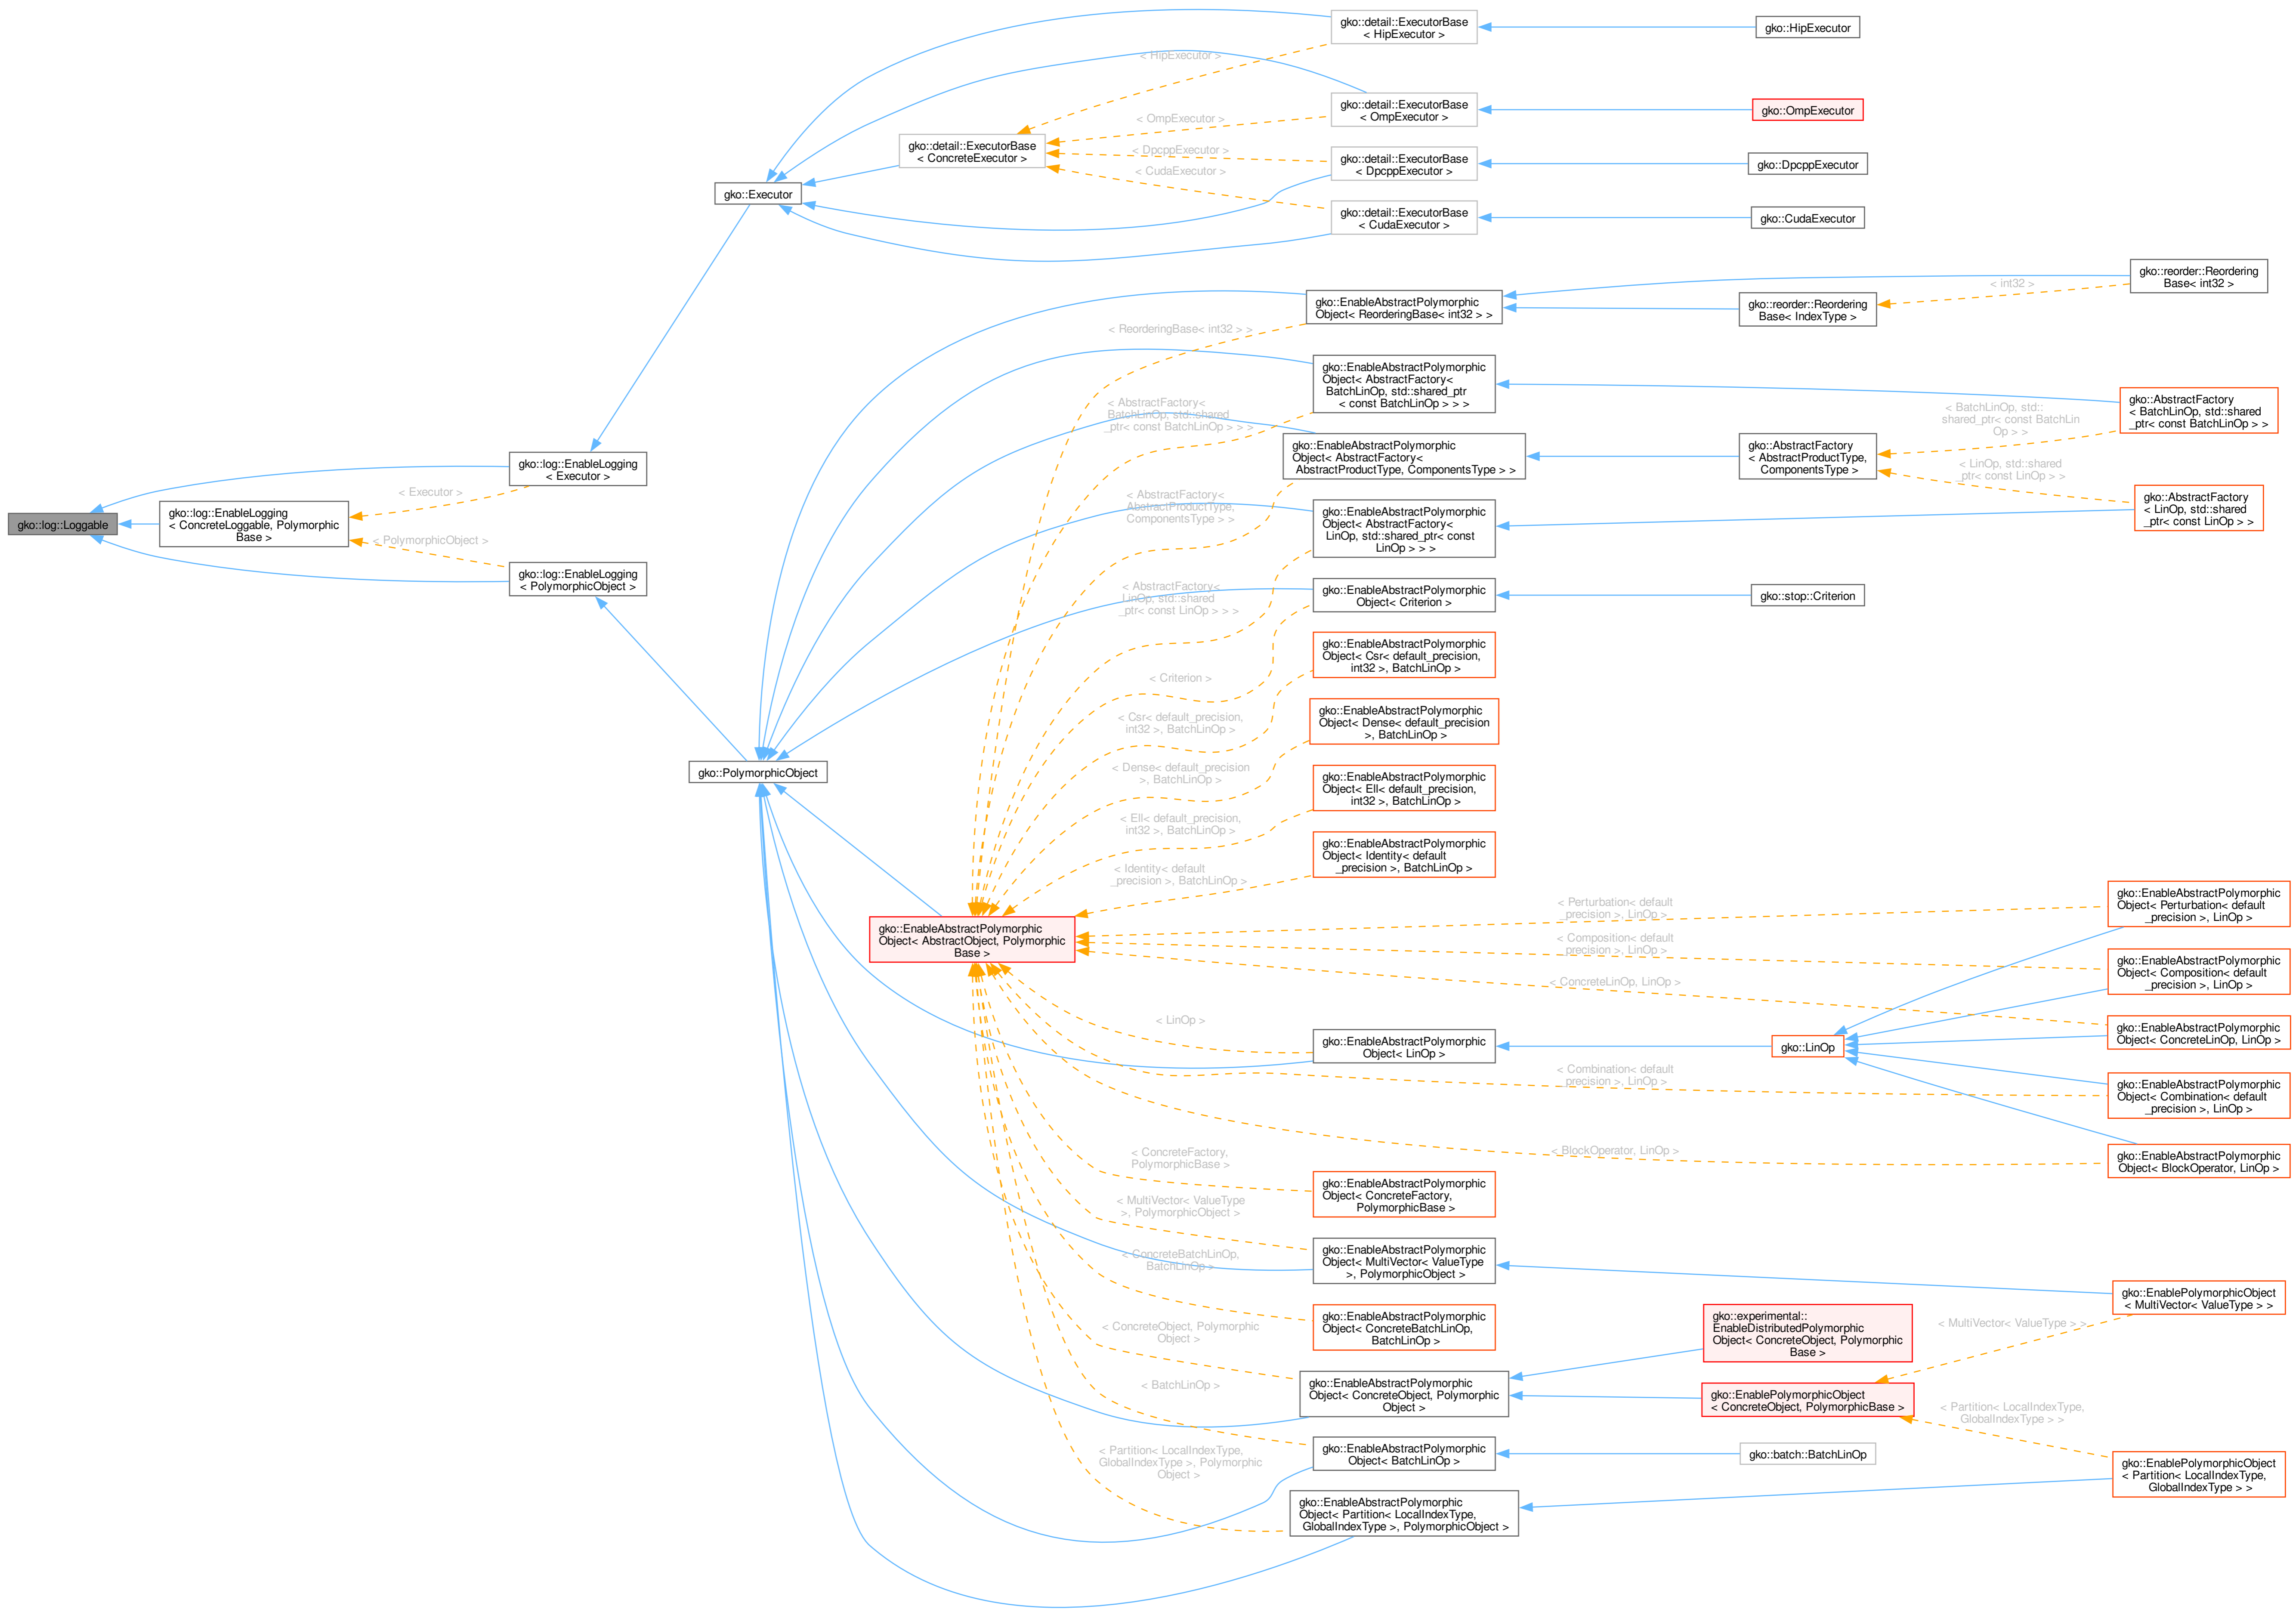 gko::log::Loggable
gko::log::EnableLogging
< ConcreteLoggable, Polymorphic
Base >
< Executor >
< PolymorphicObject >
gko::log::EnableLogging
< Executor >
gko::log::EnableLogging
< PolymorphicObject >
gko::Executor
gko::PolymorphicObject
gko::detail::ExecutorBase
< ConcreteExecutor >
gko::EnableAbstractPolymorphic
Object< AbstractObject, Polymorphic
Base >
< HipExecutor >
< OmpExecutor >
< DpcppExecutor >
< CudaExecutor >
< ReorderingBase< int32 > >
< AbstractFactory<
BatchLinOp, std::shared
_ptr< const BatchLinOp > > >
< AbstractFactory<
AbstractProductType,
ComponentsType > >
< AbstractFactory<
LinOp, std::shared
_ptr< const LinOp > > >
< Criterion >
< Csr< default_precision,
int32 >, BatchLinOp >
< Dense< default_precision
>, BatchLinOp >
< Ell< default_precision,
int32 >, BatchLinOp >
< Identity< default
_precision >, BatchLinOp >
< LinOp >
< ConcreteFactory,
PolymorphicBase >
< MultiVector< ValueType
>, PolymorphicObject >
< ConcreteBatchLinOp,
BatchLinOp >
< ConcreteObject, Polymorphic
Object >
< BatchLinOp >
< Partition< LocalIndexType,
GlobalIndexType >, Polymorphic
Object >
gko::detail::ExecutorBase
< HipExecutor >
gko::detail::ExecutorBase
< OmpExecutor >
gko::detail::ExecutorBase
< DpcppExecutor >
gko::detail::ExecutorBase
< CudaExecutor >
gko::EnableAbstractPolymorphic
Object< ReorderingBase< int32 > >
gko::EnableAbstractPolymorphic
Object< AbstractFactory<
BatchLinOp, std::shared_ptr
< const BatchLinOp > > >
gko::EnableAbstractPolymorphic
Object< AbstractFactory<
AbstractProductType, ComponentsType > >
gko::EnableAbstractPolymorphic
Object< AbstractFactory<
LinOp, std::shared_ptr< const
LinOp > > >
gko::EnableAbstractPolymorphic
Object< Criterion >
gko::EnableAbstractPolymorphic
Object< Csr< default_precision,
int32 >, BatchLinOp >
gko::EnableAbstractPolymorphic
Object< Dense< default_precision
>, BatchLinOp >
gko::EnableAbstractPolymorphic
Object< Ell< default_precision,
int32 >, BatchLinOp >
gko::EnableAbstractPolymorphic
Object< Identity< default
_precision >, BatchLinOp >
gko::EnableAbstractPolymorphic
Object< LinOp >
gko::EnableAbstractPolymorphic
Object< ConcreteFactory,
PolymorphicBase >
gko::EnableAbstractPolymorphic
Object< MultiVector< ValueType
>, PolymorphicObject >
gko::EnableAbstractPolymorphic
Object< ConcreteBatchLinOp,
BatchLinOp >
gko::EnableAbstractPolymorphic
Object< ConcreteObject, Polymorphic
Object >
gko::EnableAbstractPolymorphic
Object< BatchLinOp >
gko::EnableAbstractPolymorphic
Object< Partition< LocalIndexType,
GlobalIndexType >, PolymorphicObject >
< Perturbation< default
_precision >, LinOp >
< Composition< default
_precision >, LinOp >
< ConcreteLinOp, LinOp >
< Combination< default
_precision >, LinOp >
< BlockOperator, LinOp >
gko::HipExecutor
gko::OmpExecutor
gko::DpcppExecutor
gko::CudaExecutor
gko::reorder::Reordering
Base< IndexType >
gko::AbstractFactory
< AbstractProductType,
ComponentsType >
gko::stop::Criterion
gko::LinOp
gko::experimental::
EnableDistributedPolymorphic
Object< ConcreteObject, Polymorphic
Base >
gko::EnablePolymorphicObject
< ConcreteObject, PolymorphicBase >
gko::batch::BatchLinOp
< int32 >
< BatchLinOp, std::
shared_ptr< const BatchLin
Op > >
< LinOp, std::shared
_ptr< const LinOp > >
< MultiVector< ValueType > >
< Partition< LocalIndexType,
GlobalIndexType > >
gko::reorder::Reordering
Base< int32 >
gko::AbstractFactory
< BatchLinOp, std::shared
_ptr< const BatchLinOp > >
gko::AbstractFactory
< LinOp, std::shared
_ptr< const LinOp > >
gko::EnableAbstractPolymorphic
Object< Perturbation< default
_precision >, LinOp >
gko::EnableAbstractPolymorphic
Object< Composition< default
_precision >, LinOp >
gko::EnableAbstractPolymorphic
Object< ConcreteLinOp, LinOp >
gko::EnableAbstractPolymorphic
Object< Combination< default
_precision >, LinOp >
gko::EnableAbstractPolymorphic
Object< BlockOperator, LinOp >
gko::EnablePolymorphicObject
< MultiVector< ValueType > >
gko::EnablePolymorphicObject
< Partition< LocalIndexType,
GlobalIndexType > >